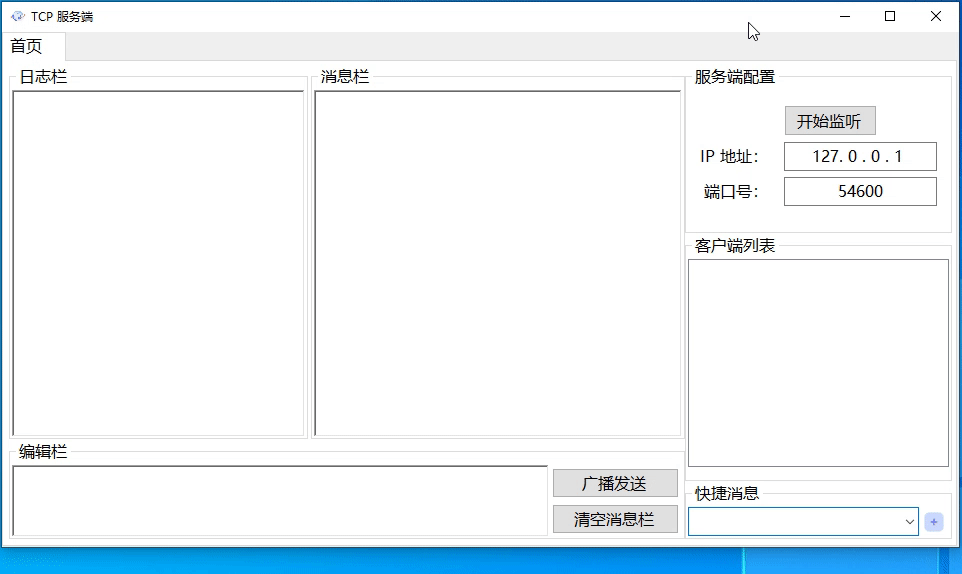 TCP 服务端
首页
日志栏
消息栏
服务端配置
开始监听
IP 地址：
127. 0 . 0 . 1
端口号：
54600
客户端列表
编辑栏
广播发送
清空消息栏
快捷消息
+